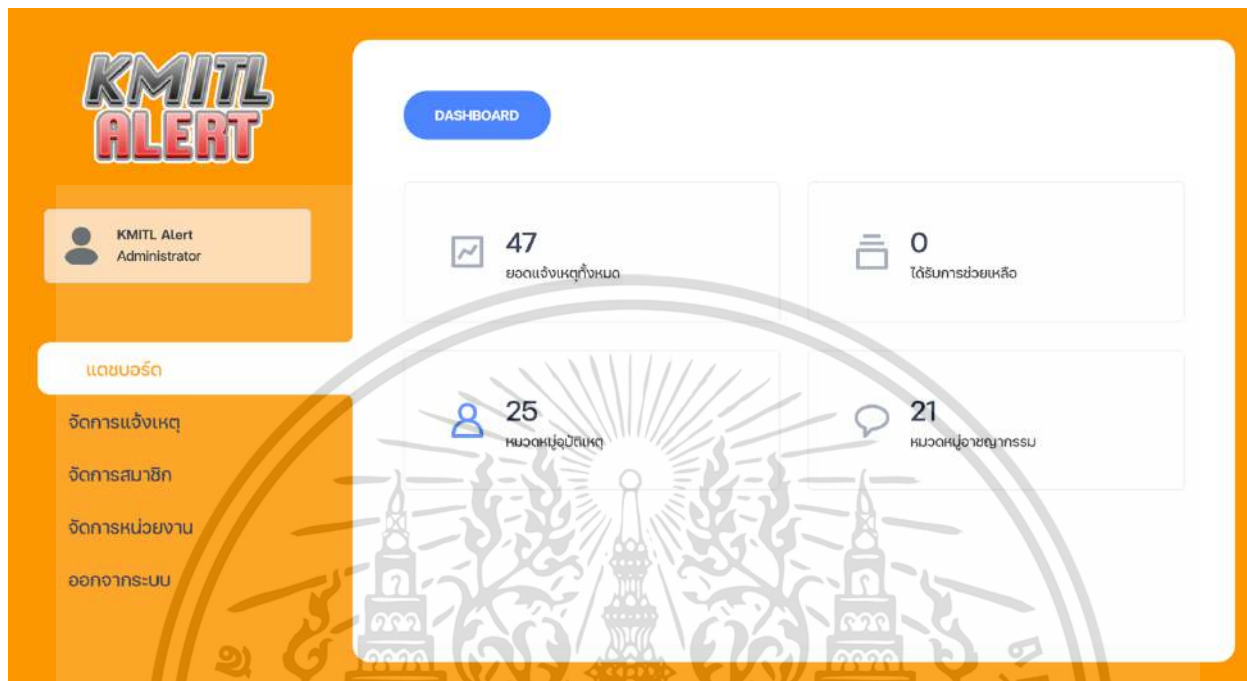 KMITL
ALERT
KMITL Alert
Administrator
แดชบอร์ด
จัดการแจ้งเหตุ
จัดการสมาชิก
จัดการหน่วยงาน
ออกจากระบบ
DASHBOARD
47
ยอดแจ้งเหตุทั้งหมด
0
ได้รับการช่วยเหลือ
25
หมวดหมู่อุบัติเหตุ
21
หมวดหมู่อาชญากรรม